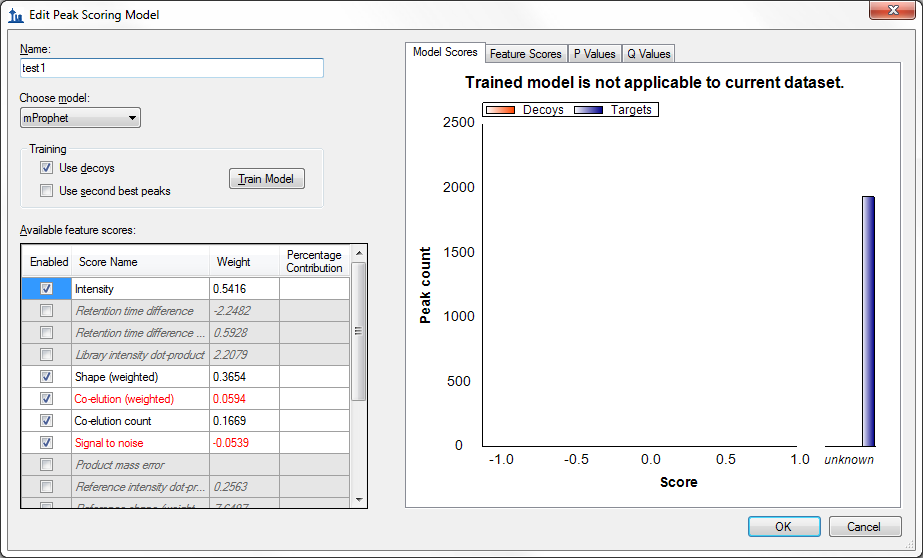 Edit Peak Scoring Model
Name:
test1
Choose model:
mProphet
Training
Use decoys
Use second best peaks
Train Model
Available feature scores:
Enabled Score Name Weight Percentage Contribution
Intensity 0.5416
Retention time difference -2.2482
Retention time difference ... 0.5928
Library intensity dot-product 2.2079
Shape (weighted) 0.3654
Co-elution (weighted) 0.0594
Co-elution count 0.1669
Signal to noise -0.0539
Product mass error
Reference intensity dot-pr... 0.2563
Model Scores Feature Scores P Values Q Values
Trained model is not applicable to current dataset.
Decoys Targets
Peak count
2500
2000
1500
1000
500
0
-1.0 -0.5 0.0 0.5 1.0 unknown
Score
OK Cancel